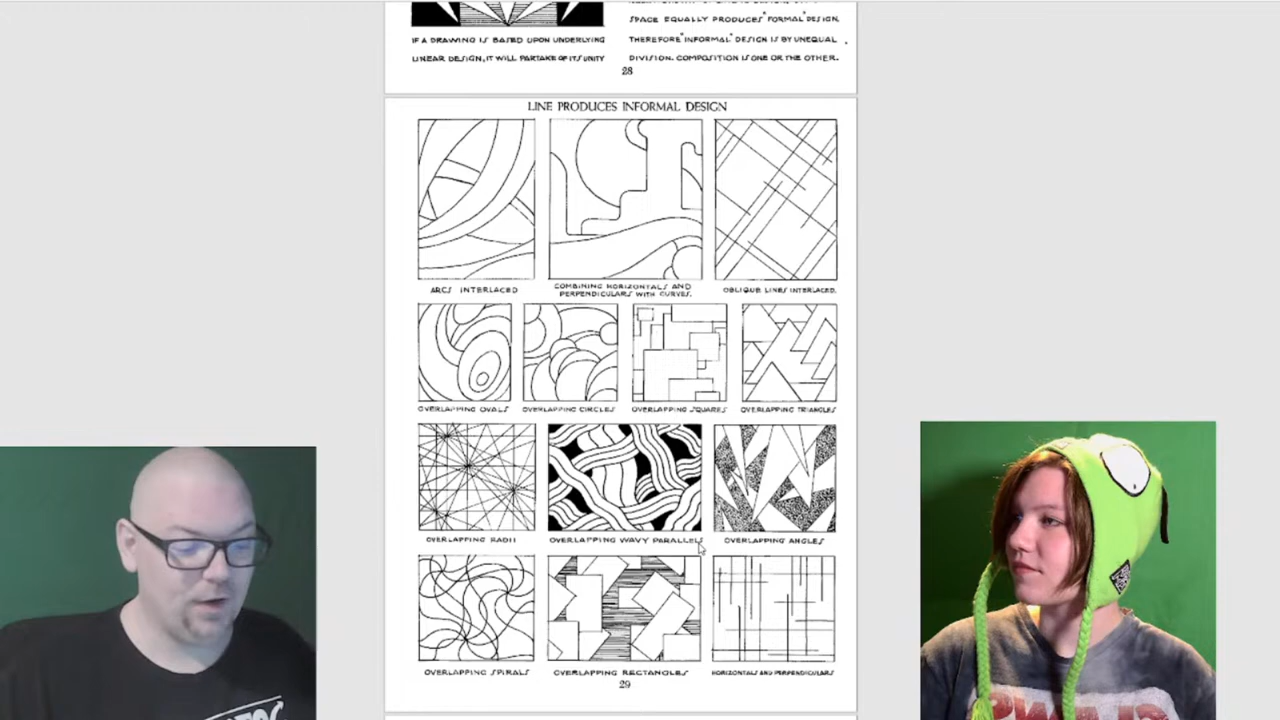 IF A DRAWING IS BASED UPON UNDERLYING
LINEAR DESIGN, IT WILL PARTAKE OF ITS UNITY
SPACE EQUALLY PRODUCES "FORMAL" DESIGN,
THEREFORE "INFORMAL" DESIGN IS BY UNEQUAL
DIVISION. COMPOSITION IS ONE OR THE OTHER.
28
LINE PRODUCES INFORMAL DESIGN
ARCS INTERLACED
COMBINING HORIZONTALS AND
PERPENDICULARS WITH CURVES.
OBLIQUE LINES INTERLACED.
OVERLAPPING OVALS
OVERLAPPING CIRCLES
OVERLAPPING SQUARES
OVERLAPPING TRIANGLES
OVERLAPPING RADII
OVERLAPPING WAVY PARALLELS
OVERLAPPING ANGLES
OVERLAPPING SPIRALS
OVERLAPPING RECTANGLES
HORIZONTALS AND PERPENDICULARS
29